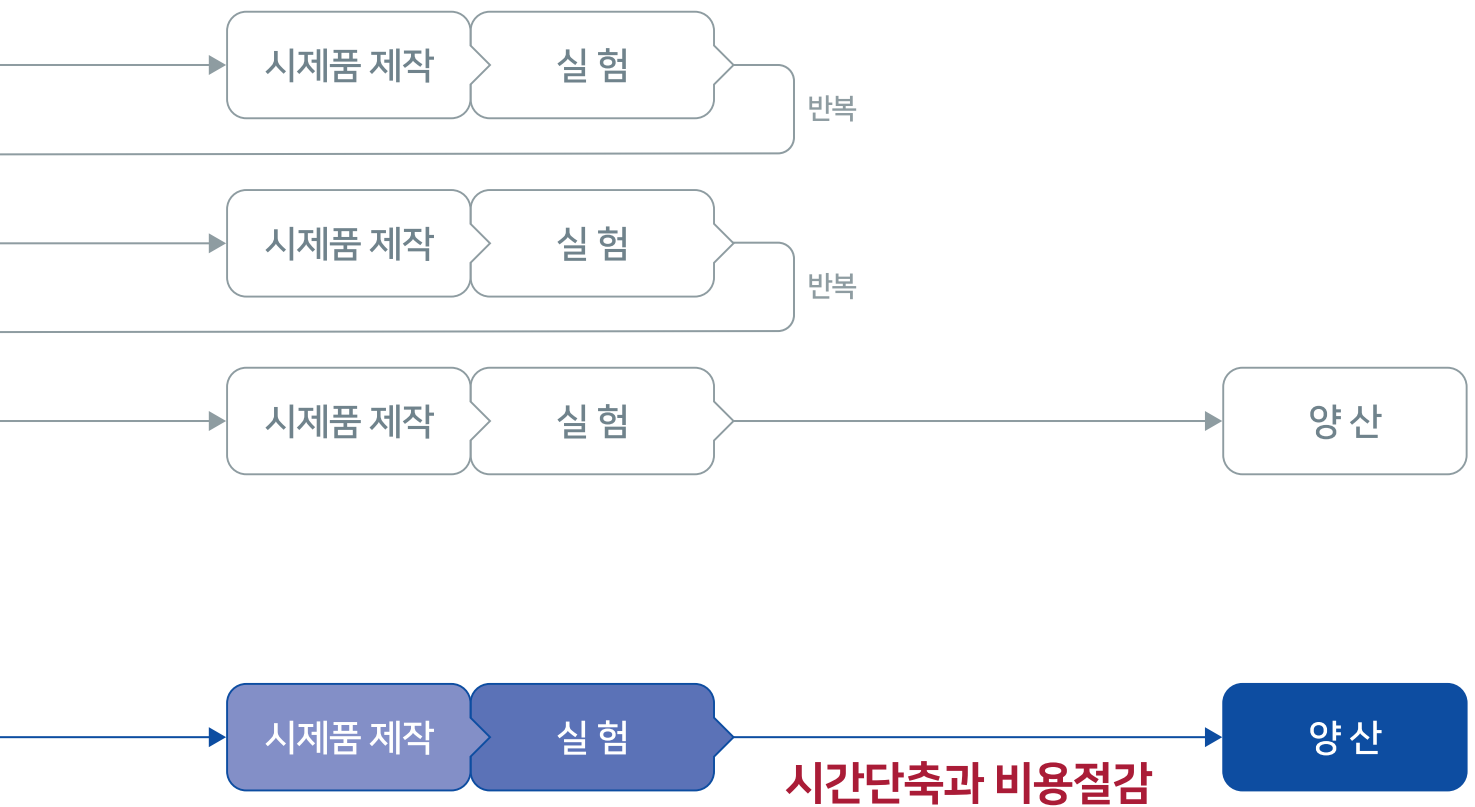 시제품 제작
실 험
반복
시제품 제작
실 험
반복
시제품 제작
실 험
양 산
시제품 제작
실 험
양 산
시간단축과 비용절감